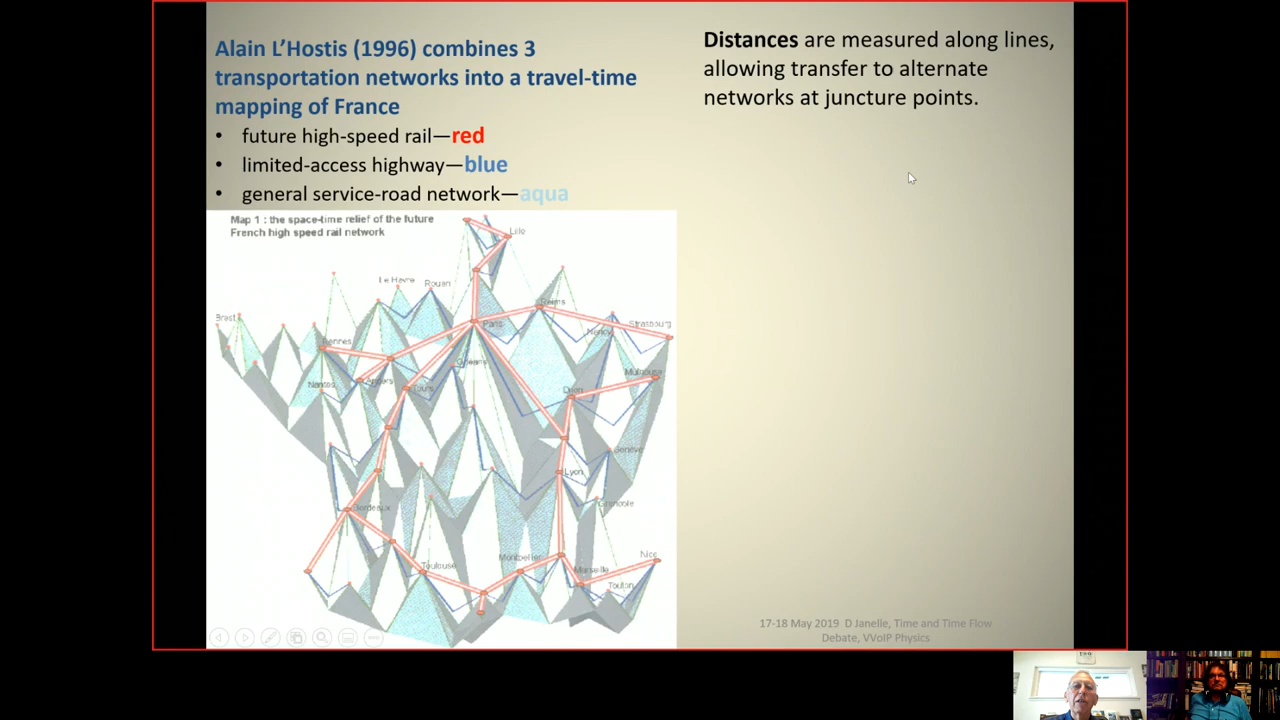 Alain L’Hostis (1996) combines 3
transportation networks into a travel-time
mapping of France
• future high-speed rail—red
• limited-access highway—blue
• general service-road network—aqua
Map 1 : the space-time relief of the future
French high speed rail network
Lille
Le Havre
Rouen
Brest
Reims
Paris
Strasbourg
Nancy
Rennes
Orleans
Mulhouse
Nantes
Angers
Tours
Dijon
Genève
Lyon
Grenoble
Bordeaux
Toulouse
Montpellier
Nice
Marseille
Toulon
Distances are measured along lines,
allowing transfer to alternate
networks at juncture points.
17-18 May 2019 D Janelle, Time and Time Flow
Debate, VVoIP Physics